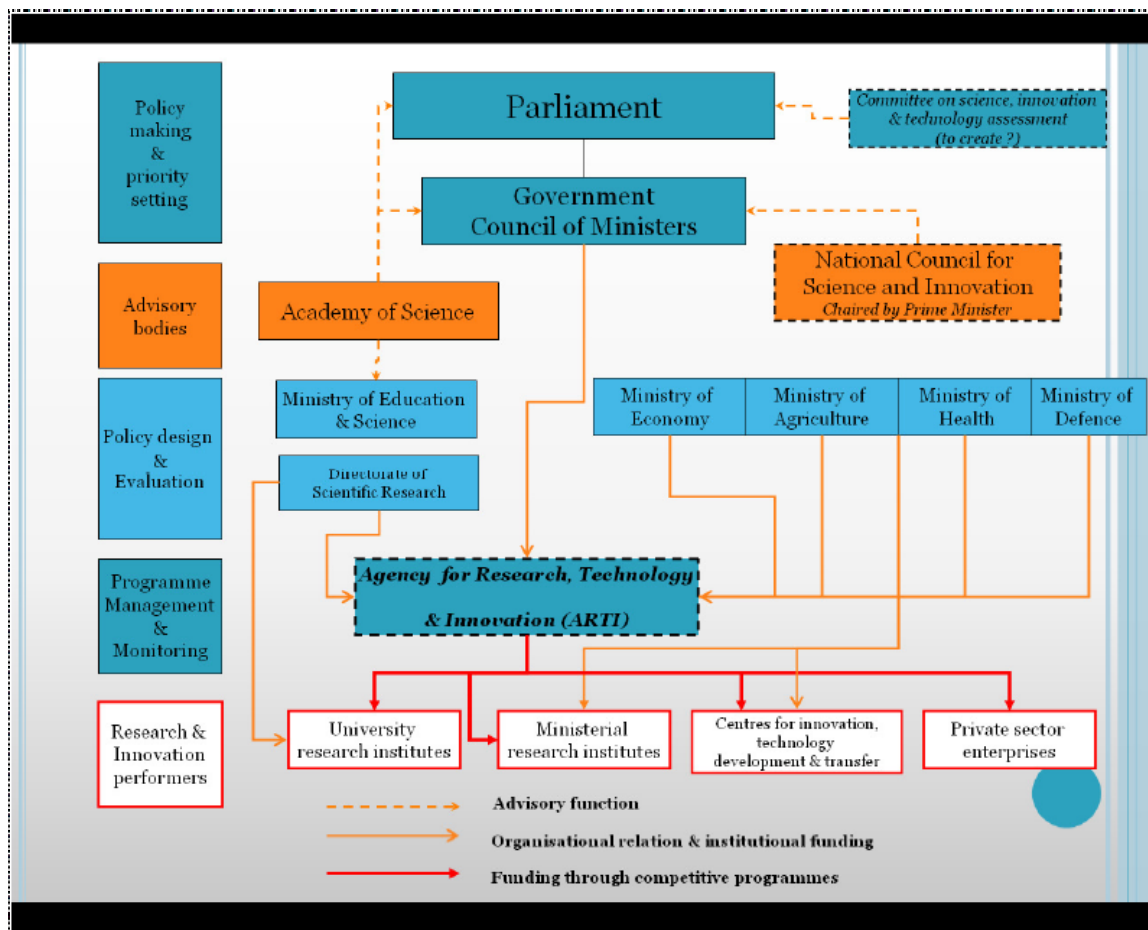 Policy
making
&
priority
setting
Parliament
Committee on science, innovation
& technology assessment
(to create ?)
Government
Council of Ministers
Advisory
bodies
Academy of Science
National Council for
Science and Innovation
Chaired by Prime Minister
Policy design
&
Evaluation
Ministry of Education
& Science
Ministry of
Economy
Ministry of
Agriculture
Ministry of
Health
Ministry of
Defence
Directorate of
Scientific Research
Programme
Management
&
Monitoring
Agency for Research, Technology
& Innovation (ARTI)
Research &
Innovation
performers
University
research institutes
Ministerial
research institutes
Centres for innovation,
technology
development & transfer
Private sector
enterprises
Advisory function
Organisational relation & institutional funding
Funding through competitive programmes